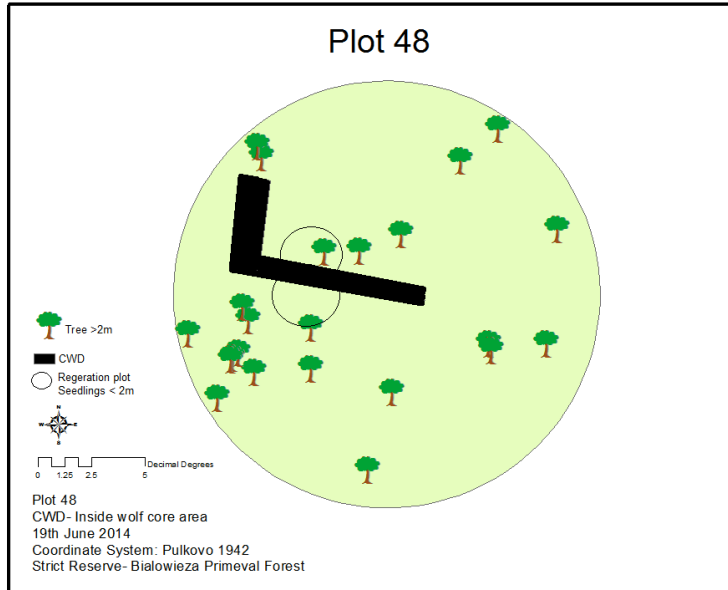 Plot 48
Tree >2m
CWD
Regeration plot
Seedlings < 2m
N
W E
S
Decimal Degrees
0 1.25 2.5 5
Plot 48
CWD- Inside wolf core area
19th June 2014
Coordinate System: Pulkovo 1942
Strict Reserve- Bialowieza Primeval Forest